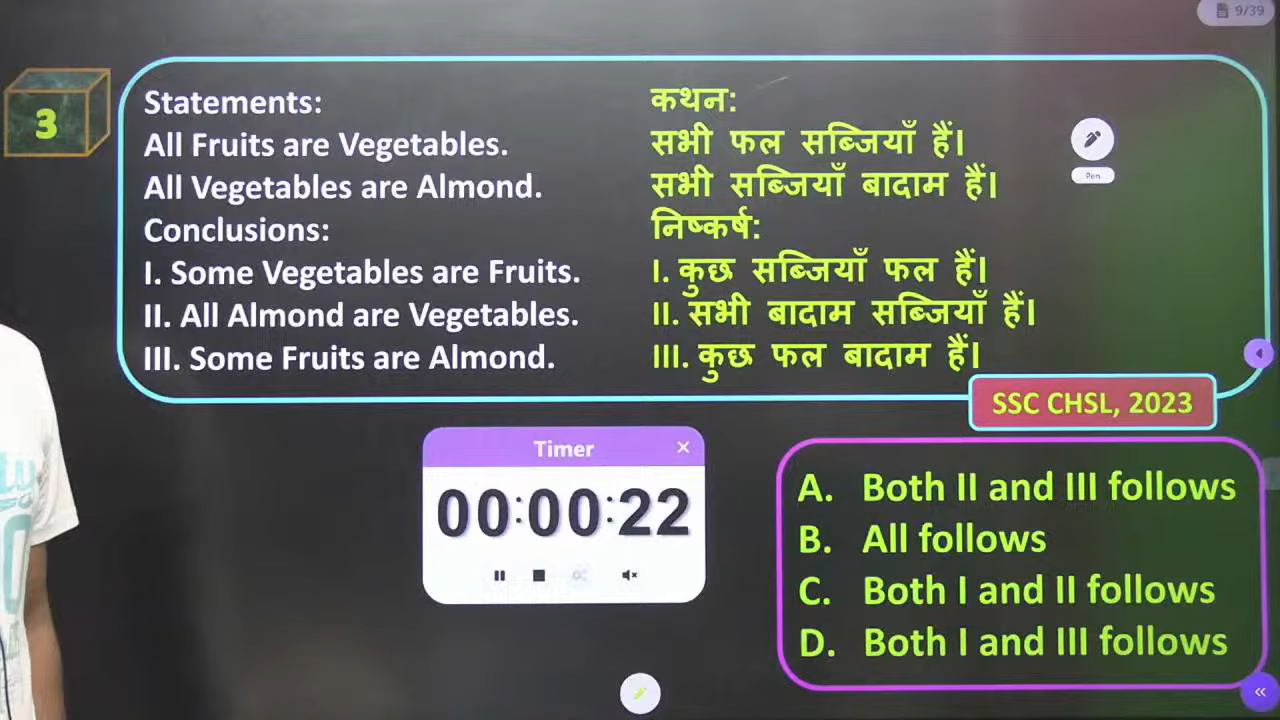 9/39
3
Statements:
All Fruits are Vegetables.
All Vegetables are Almond.
Conclusions:
I. Some Vegetables are Fruits.
II. All Almond are Vegetables.
III. Some Fruits are Almond.
कथन:
सभी फल सब्जियाँ हैं।
सभी सब्जियाँ बादाम हैं।
निष्कर्ष:
I. कुछ सब्जियाँ फल हैं।
II. सभी बादाम सब्जियाँ हैं।
III. कुछ फल बादाम हैं।
Pen
SSC CHSL, 2023
Timer
00:00:22
A. Both II and III follows
B. All follows
C. Both I and II follows
D. Both I and III follows